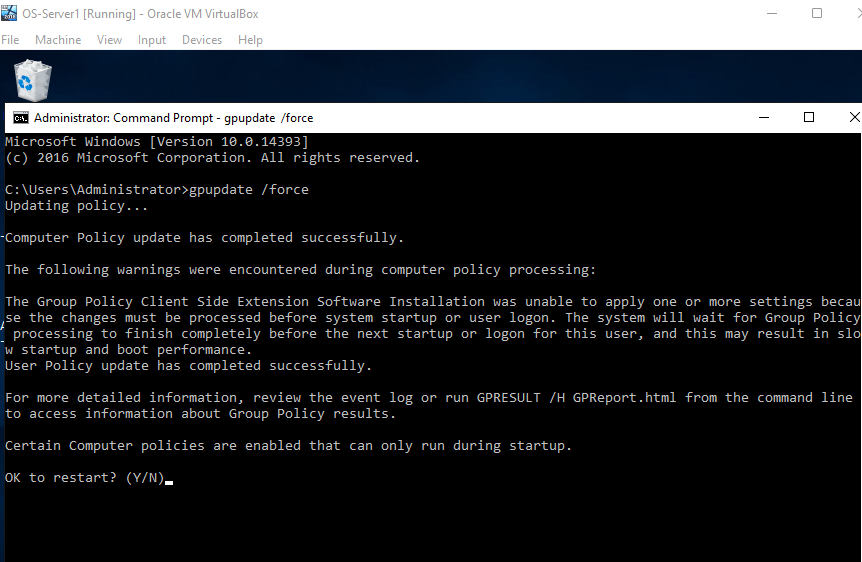 OS-Server1 [Running] - Oracle VM VirtualBox
File Machine View Input Devices Help
Administrator: Command Prompt - gpupdate /force
Microsoft Windows [Version 10.0.14393]
(c) 2016 Microsoft Corporation. All rights reserved.
C:\Users\Administrator>gpupdate /force
Updating policy...
Computer Policy update has completed successfully.
The following warnings were encountered during computer policy processing:
The Group Policy Client Side Extension Software Installation was unable to apply one or more settings becau
se the changes must be processed before system startup or user logon. The system will wait for Group Policy
processing to finish completely before the next startup or logon for this user, and this may result in slo
w startup and boot performance.
User Policy update has completed successfully.
For more detailed information, review the event log or run GPRESULT /H GPReport.html from the command line
to access information about Group Policy results.
Certain Computer policies are enabled that can only run during startup.
OK to restart? (Y/N)